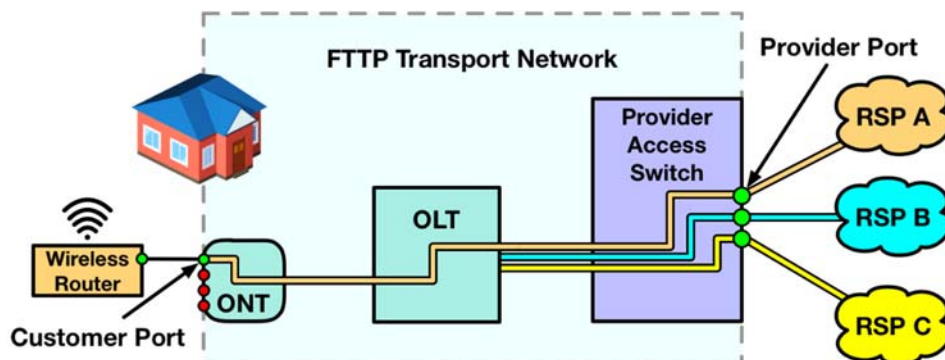 FTTP Transport Network
Provider Port
RSP A
Provider
Access
Switch
OLT
RSP B
Wireless
Router
ONT
Customer Port
RSP C